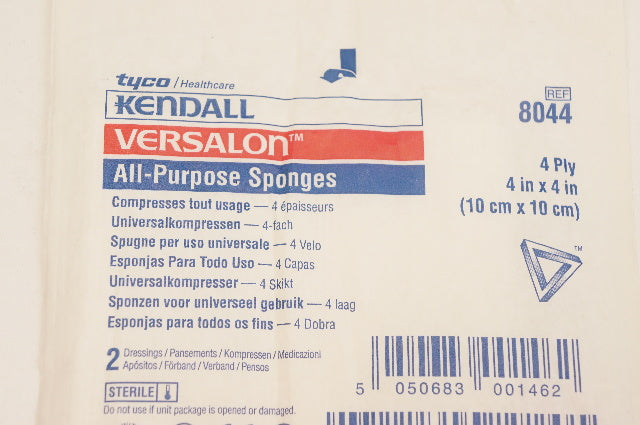 tyco / Healthcare
KENDALL
VERSALON™
All-Purpose Sponges
REF
8044
4 Ply
4 in x 4 in
(10 cm x 10 cm)
Compresses tout usage — 4 épaisseurs
Universalkompressen — 4-fach
Spugne per uso universale — 4 Velo
Esponjas Para Todo Uso — 4 Capas
Universalkompresser — 4 Skikt
Sponzen voor universeel gebruik — 4 laag
Esponjas para todos os fins — 4 Dobra
TM
2 Dressings / Pansements / Kompressen / Medicazioni
Apósitos / Förband / Verband / Pensos
STERILE
Do not use if unit package is opened or damaged.
5 050683 001462